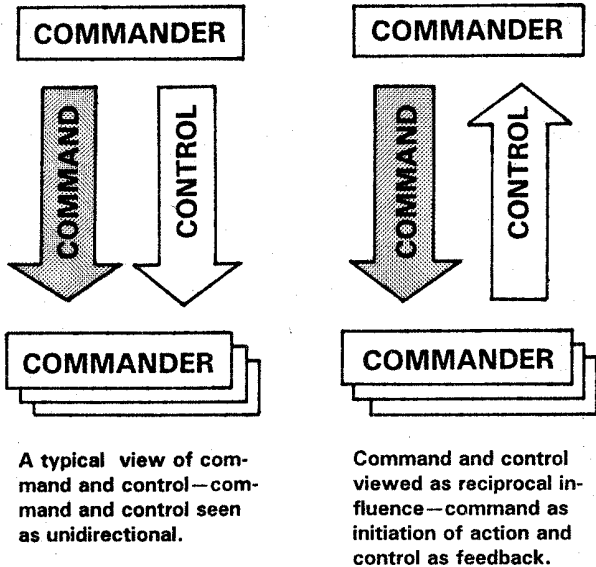 COMMANDER
COMMAND
CONTROL
COMMANDER
A typical view of com-
mand and control—com-
mand and control seen
as unidirectional.
COMMANDER
COMMAND
CONTROL
COMMANDER
Command and control
viewed as reciprocal in-
fluence—command as
initiation of action and
control as feedback.